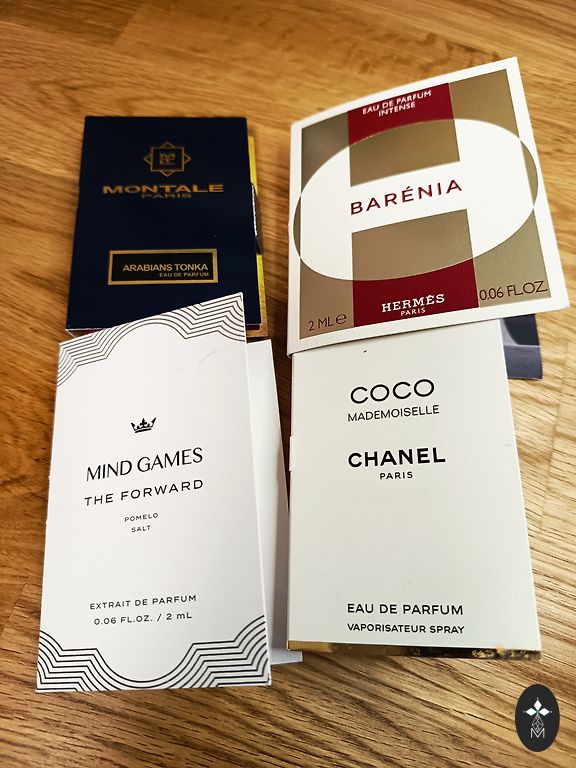 MONTALE
PARIS
ARABIANS TONKA
EAU DE PARFUM
EAU DE PARFUM
INTENSE
BARÉNIA
HERMÈS
PARIS
2 ML e
0.06 FL.OZ.
MIND GAMES
THE FORWARD
POMELO
SALT
EXTRAIT DE PARFUM
0.06 FL.OZ. / 2 mL
COCO
MADEMOISELLE
CHANEL
PARIS
EAU DE PARFUM
VAPORISATEUR SPRAY